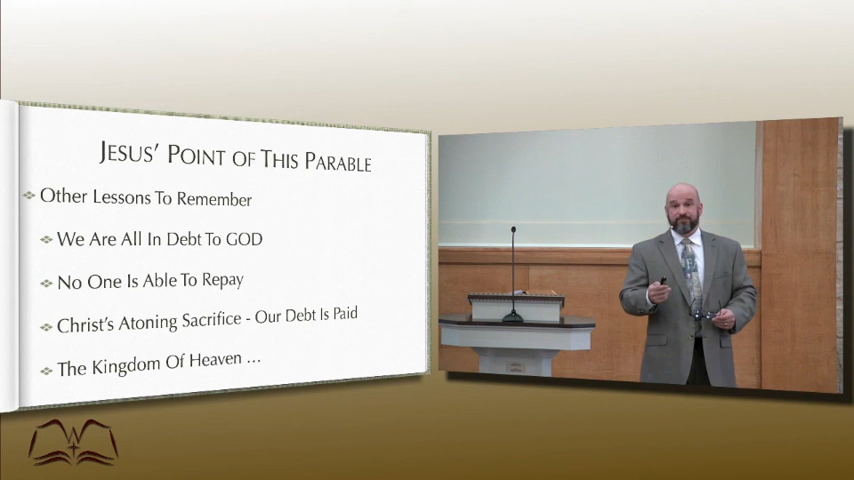 JESUS' POINT OF THIS PARABLE
Other Lessons To Remember
We Are All In Debt To GOD
No One Is Able To Repay
Christ's Atoning Sacrifice - Our Debt Is Paid
The Kingdom Of Heaven ...